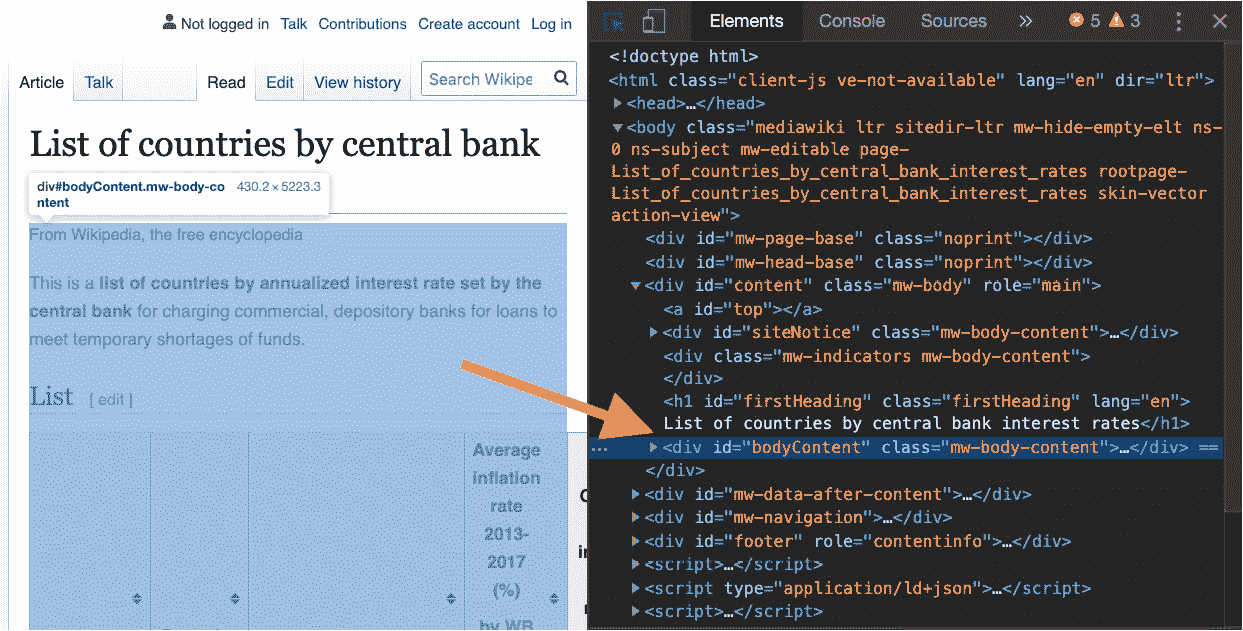 Not logged in Talk Contributions Create account Log in
Article Talk Read Edit View history Search Wikipe
List of countries by central bank
div#bodyContent.mw-body-co 430.2 × 5223.3
ntent
From Wikipedia, the free encyclopedia
This is a list of countries by annualized interest rate set by the
central bank for charging commercial, depository banks for loans to
meet temporary shortages of funds.
List [ edit ]
Average
inflation
rate
2013-
2017
(%)
by WB
Elements Console Sources » 5 3
<!doctype html>
<html class="client-js ve-not-available" lang="en" dir="ltr">
<head>…</head>
<body class="mediawiki ltr sitedir-ltr mw-hide-empty-elt ns-
0 ns-subject mw-editable page-
List_of_countries_by_central_bank_interest_rates rootpage-
List_of_countries_by_central_bank_interest_rates skin-vector
action-view">
<div id="mw-page-base" class="noprint"></div>
<div id="mw-head-base" class="noprint"></div>
<div id="content" class="mw-body" role="main">
<a id="top"></a>
<div id="siteNotice" class="mw-body-content">…</div>
<div class="mw-indicators mw-body-content">
</div>
<h1 id="firstHeading" class="firstHeading" lang="en">
List of countries by central bank interest rates</h1>
… <div id="bodyContent" class="mw-body-content">…</div> ==
</div>
<div id="mw-data-after-content">…</div>
<div id="mw-navigation">…</div>
<div id="footer" role="contentinfo">…</div>
<script>…</script>
<script type="application/ld+json">…</script>
<script>…</script>